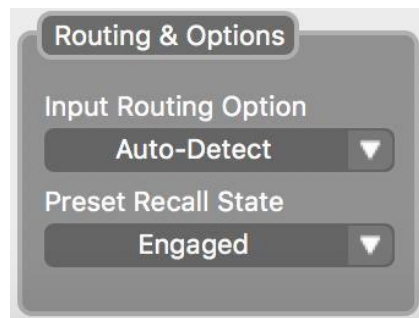 Routing & Options
Input Routing Option
Auto-Detect
Preset Recall State
Engaged